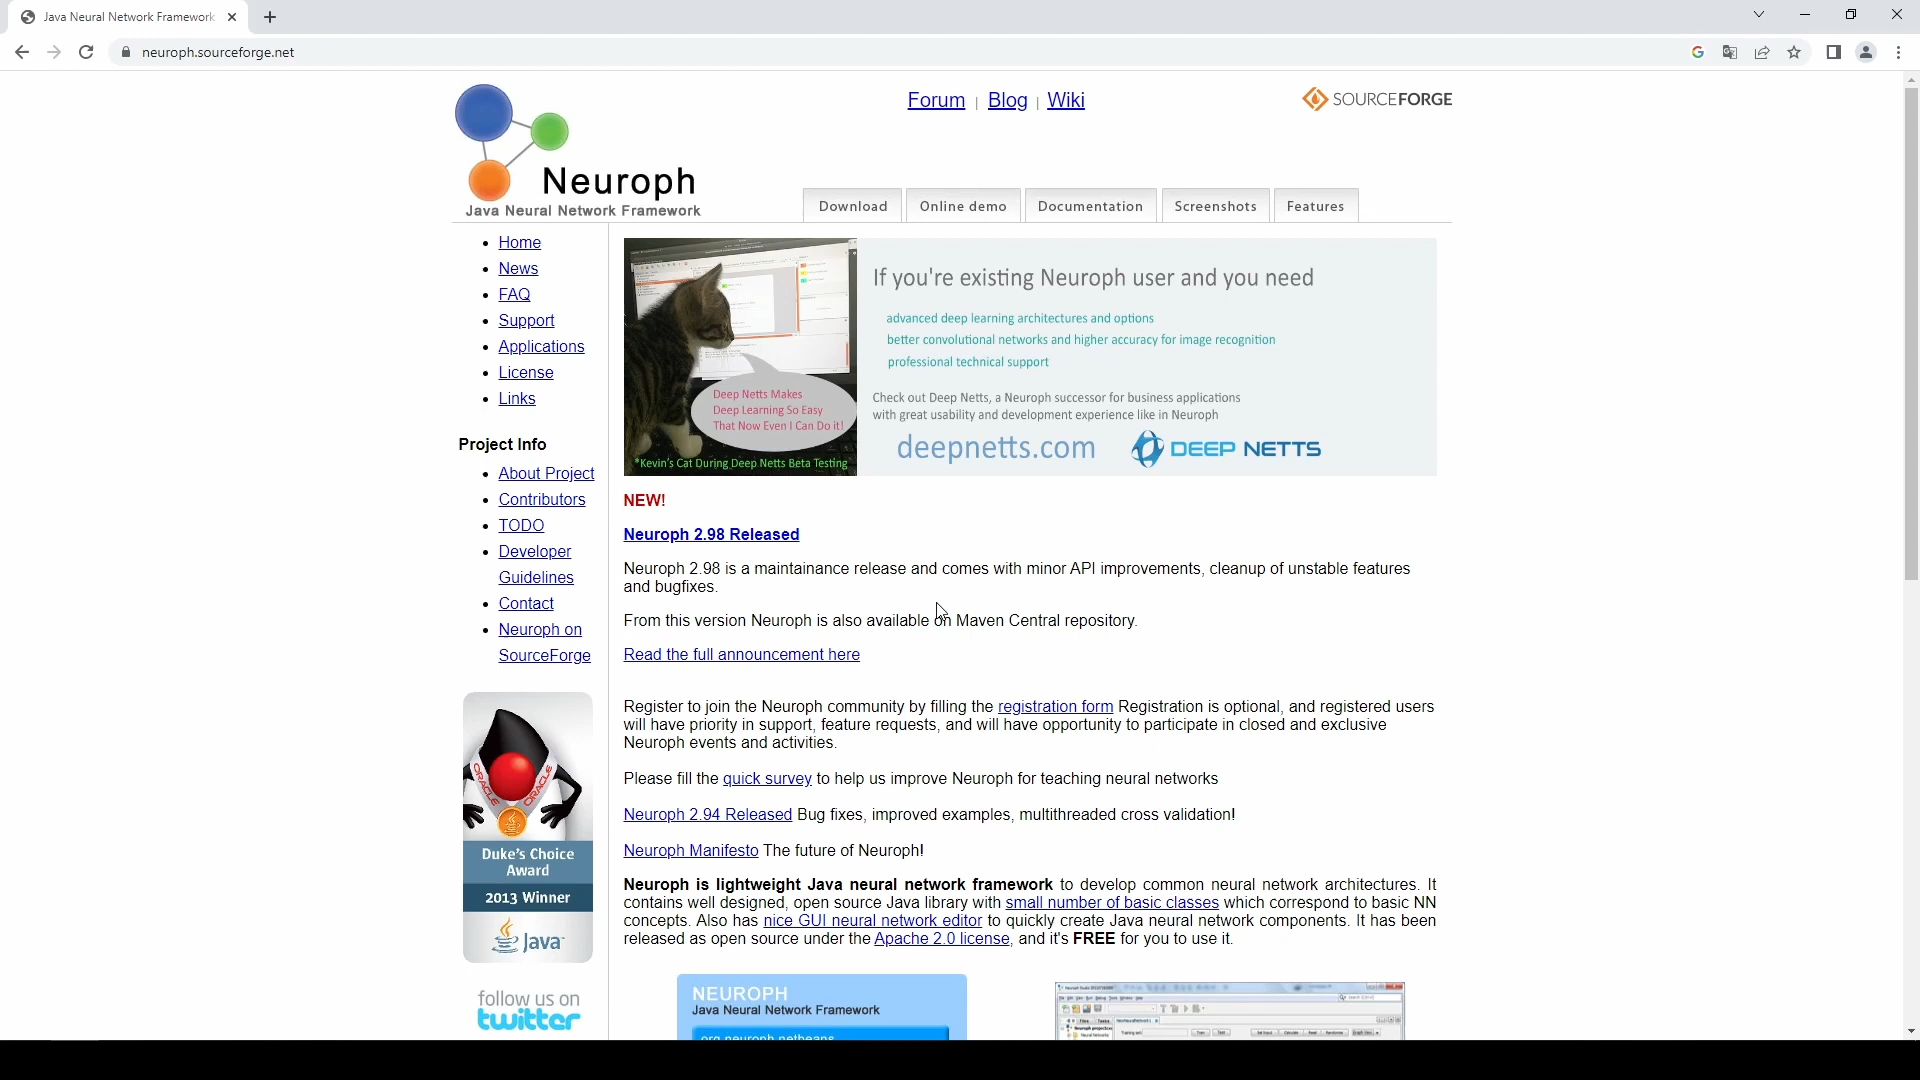 Java Neural Network Framework
neuroph.sourceforge.net
Forum | Blog | Wiki
SOURCEFORGE
Neuroph
Java Neural Network Framework
Download
Online demo
Documentation
Screenshots
Features
Home
News
FAQ
Support
Applications
License
Links
Project Info
About Project
Contributors
TODO
Developer
Guidelines
Contact
Neuroph on
SourceForge
ORACLE
ORACLE
Duke's Choice
Award
2013 Winner
Java
follow us on
twitter
Deep Netts Makes
Deep Learning So Easy
That Now Even I Can Do it!
*Kevin's Cat During Deep Netts Beta Testing
If you're existing Neuroph user and you need
advanced deep learning architectures and options
better convolutional networks and higher accuracy for image recognition
professional technical support
Check out Deep Netts, a Neuroph successor for business applications
with great usability and development experience like in Neuroph
deepnetts.com
DEEP NETTS
NEW!
Neuroph 2.98 Released
Neuroph 2.98 is a maintainance release and comes with minor API improvements, cleanup of unstable features
and bugfixes.
From this version Neuroph is also available on Maven Central repository.
Read the full announcement here
Register to join the Neuroph community by filling the registration form Registration is optional, and registered users
will have priority in support, feature requests, and will have opportunity to participate in closed and exclusive
Neuroph events and activities.
Please fill the quick survey to help us improve Neuroph for teaching neural networks
Neuroph 2.94 Released Bug fixes, improved examples, multithreaded cross validation!
Neuroph Manifesto The future of Neuroph!
Neuroph is lightweight Java neural network framework to develop common neural network architectures. It
contains well designed, open source Java library with small number of basic classes which correspond to basic NN
concepts. Also has nice GUI neural network editor to quickly create Java neural network components. It has been
released as open source under the Apache 2.0 license, and it's FREE for you to use it.
NEUROPH
Java Neural Network Framework
org.neuroph.netbeans